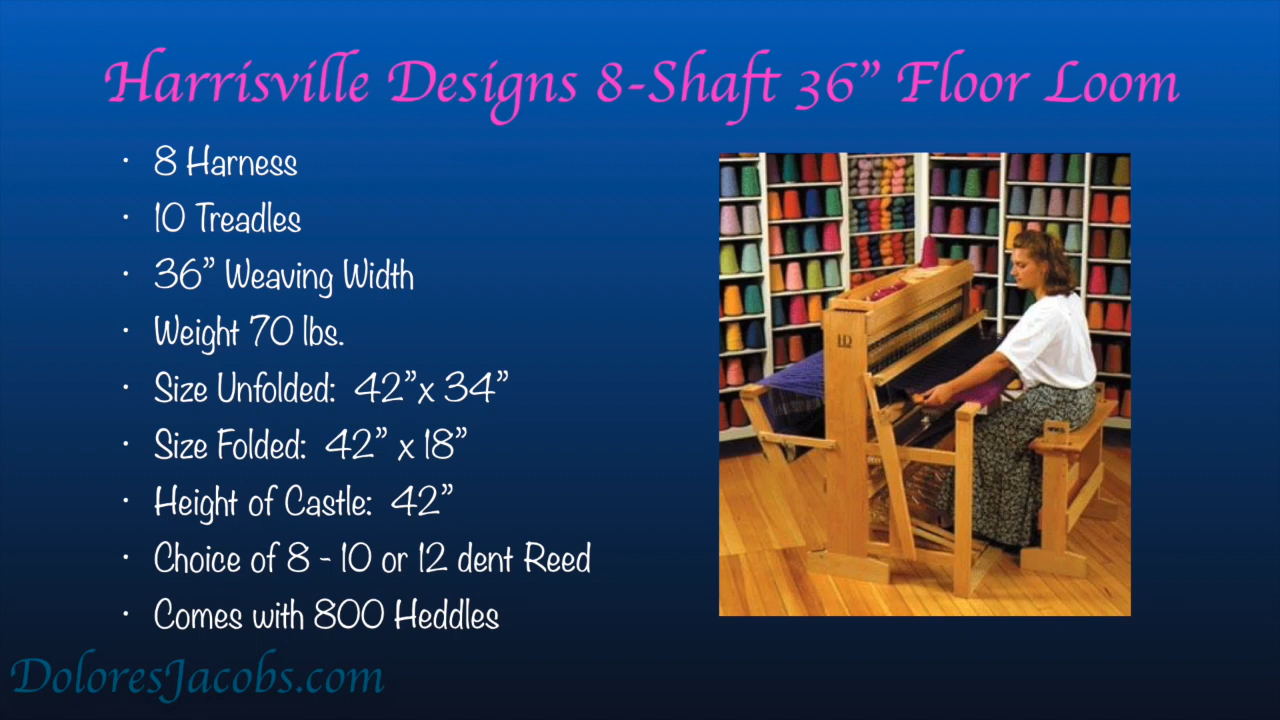 Harrisville Designs 8-Shaft 36” Floor Loom
· 8 Harness
· 10 Treadles
· 36” Weaving Width
· Weight 70 lbs.
· Size Unfolded: 42”x 34”
· Size Folded: 42” x 18”
· Height of Castle: 42”
· Choice of 8 - 10 or 12 dent Reed
· Comes with 800 Heddles
HD
DoloresJacobs.com